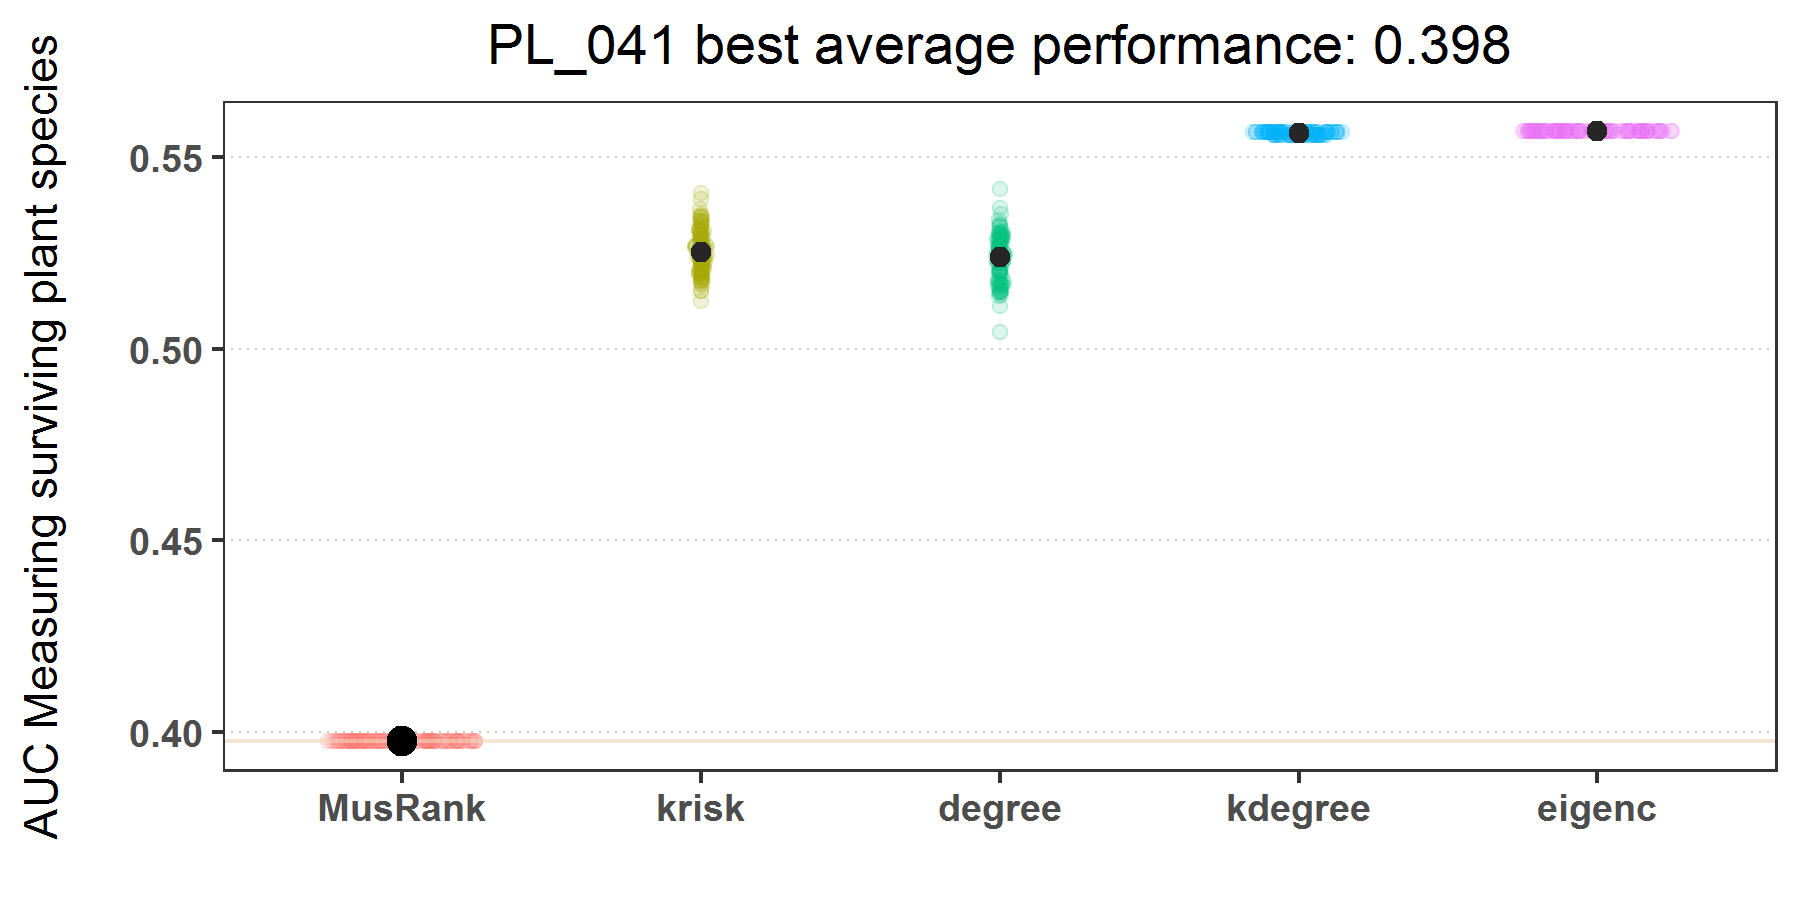 PL_041 best average performance: 0.398
AUC Measuring surviving plant species
0.55
0.50
0.45
0.40
MusRank krisk degree kdegree eigenc